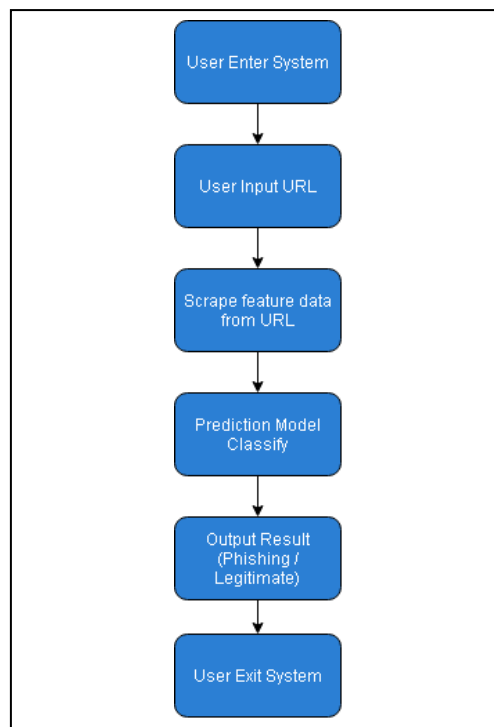 User Enter System
User Input URL
Scrape feature data
from URL
Prediction Model
Classify
Output Result
(Phishing /
Legitimate)
User Exit System